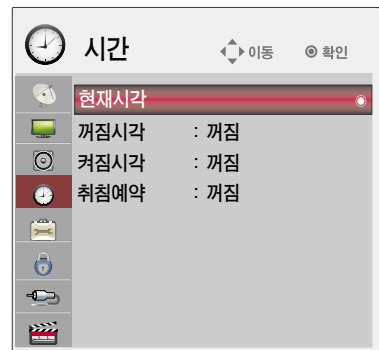 시간 이동 확인
현재시각
꺼짐시각 : 꺼짐
켜짐시각 : 꺼짐
취침예약 : 꺼짐